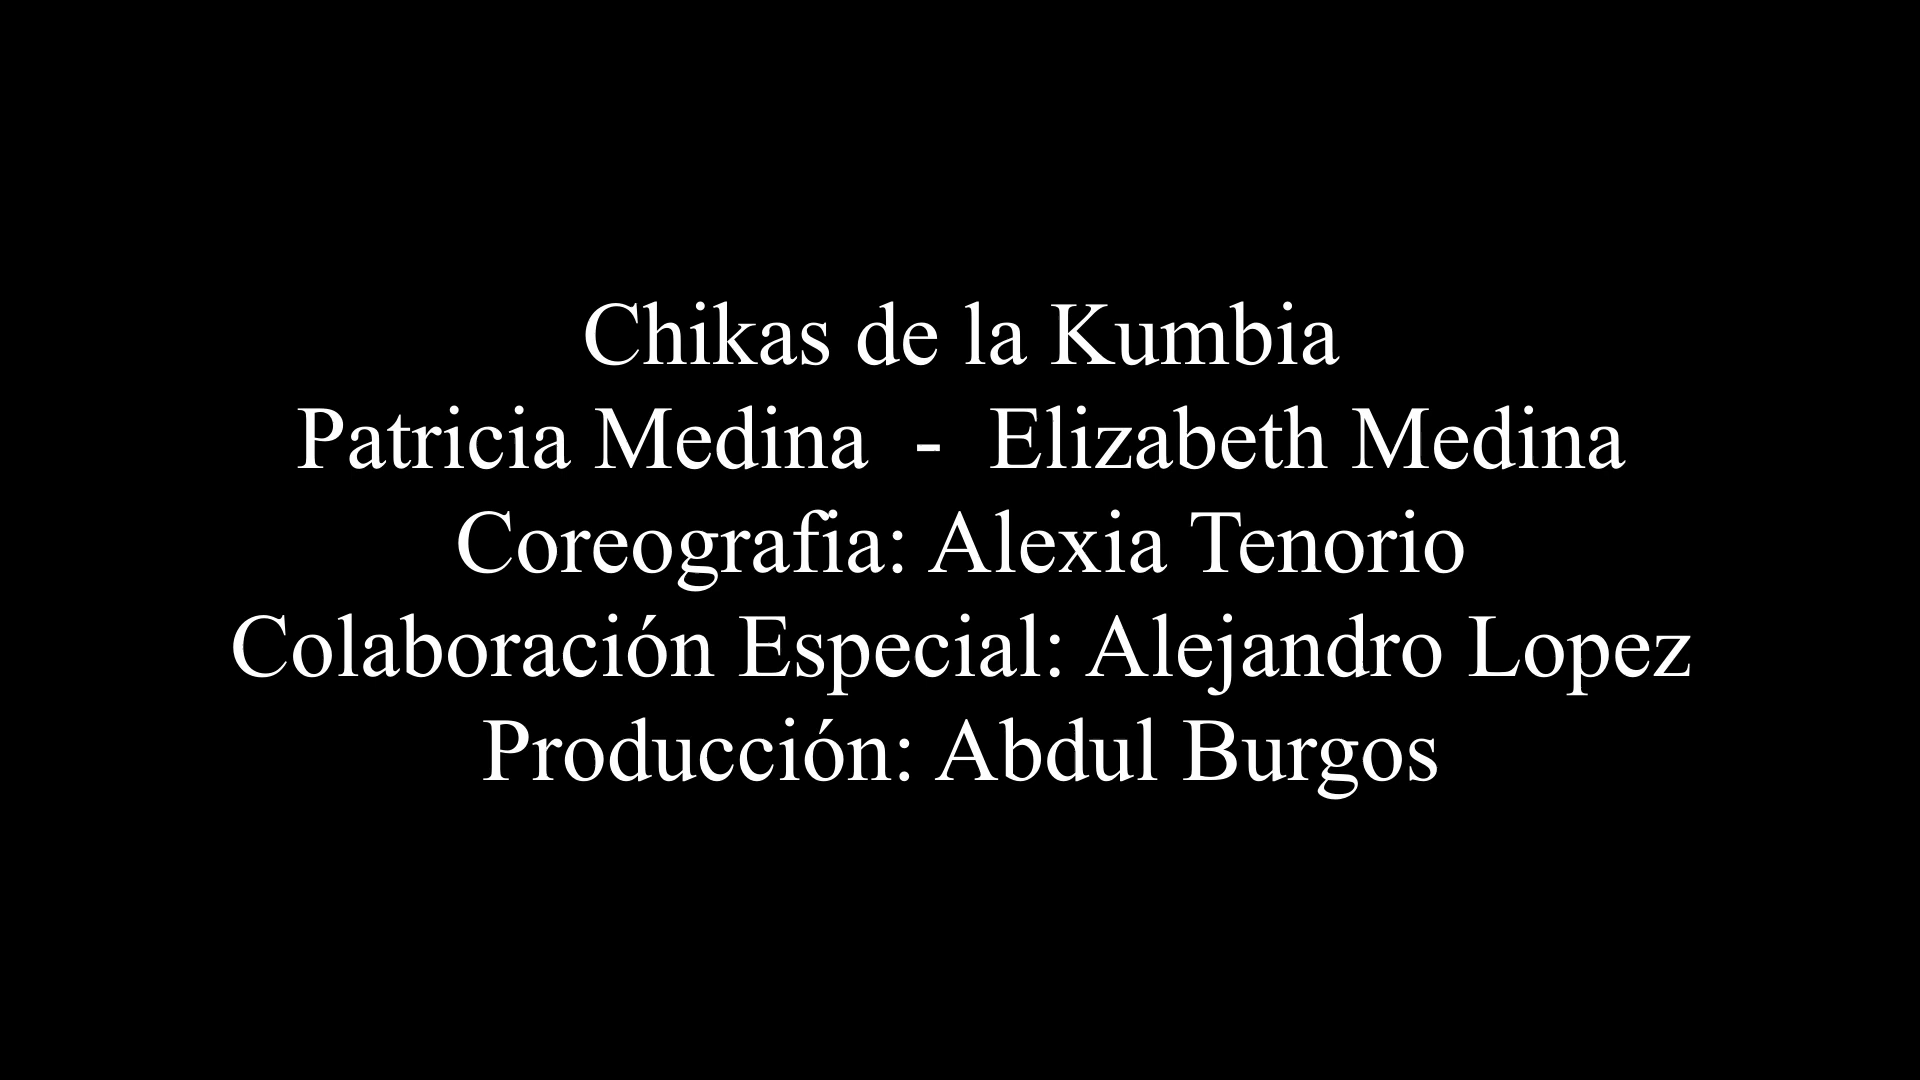 Chikas de la Kumbia
Patricia Medina - Elizabeth Medina
Coreografia: Alexia Tenorio
Colaboración Especial: Alejandro Lopez
Producción: Abdul Burgos